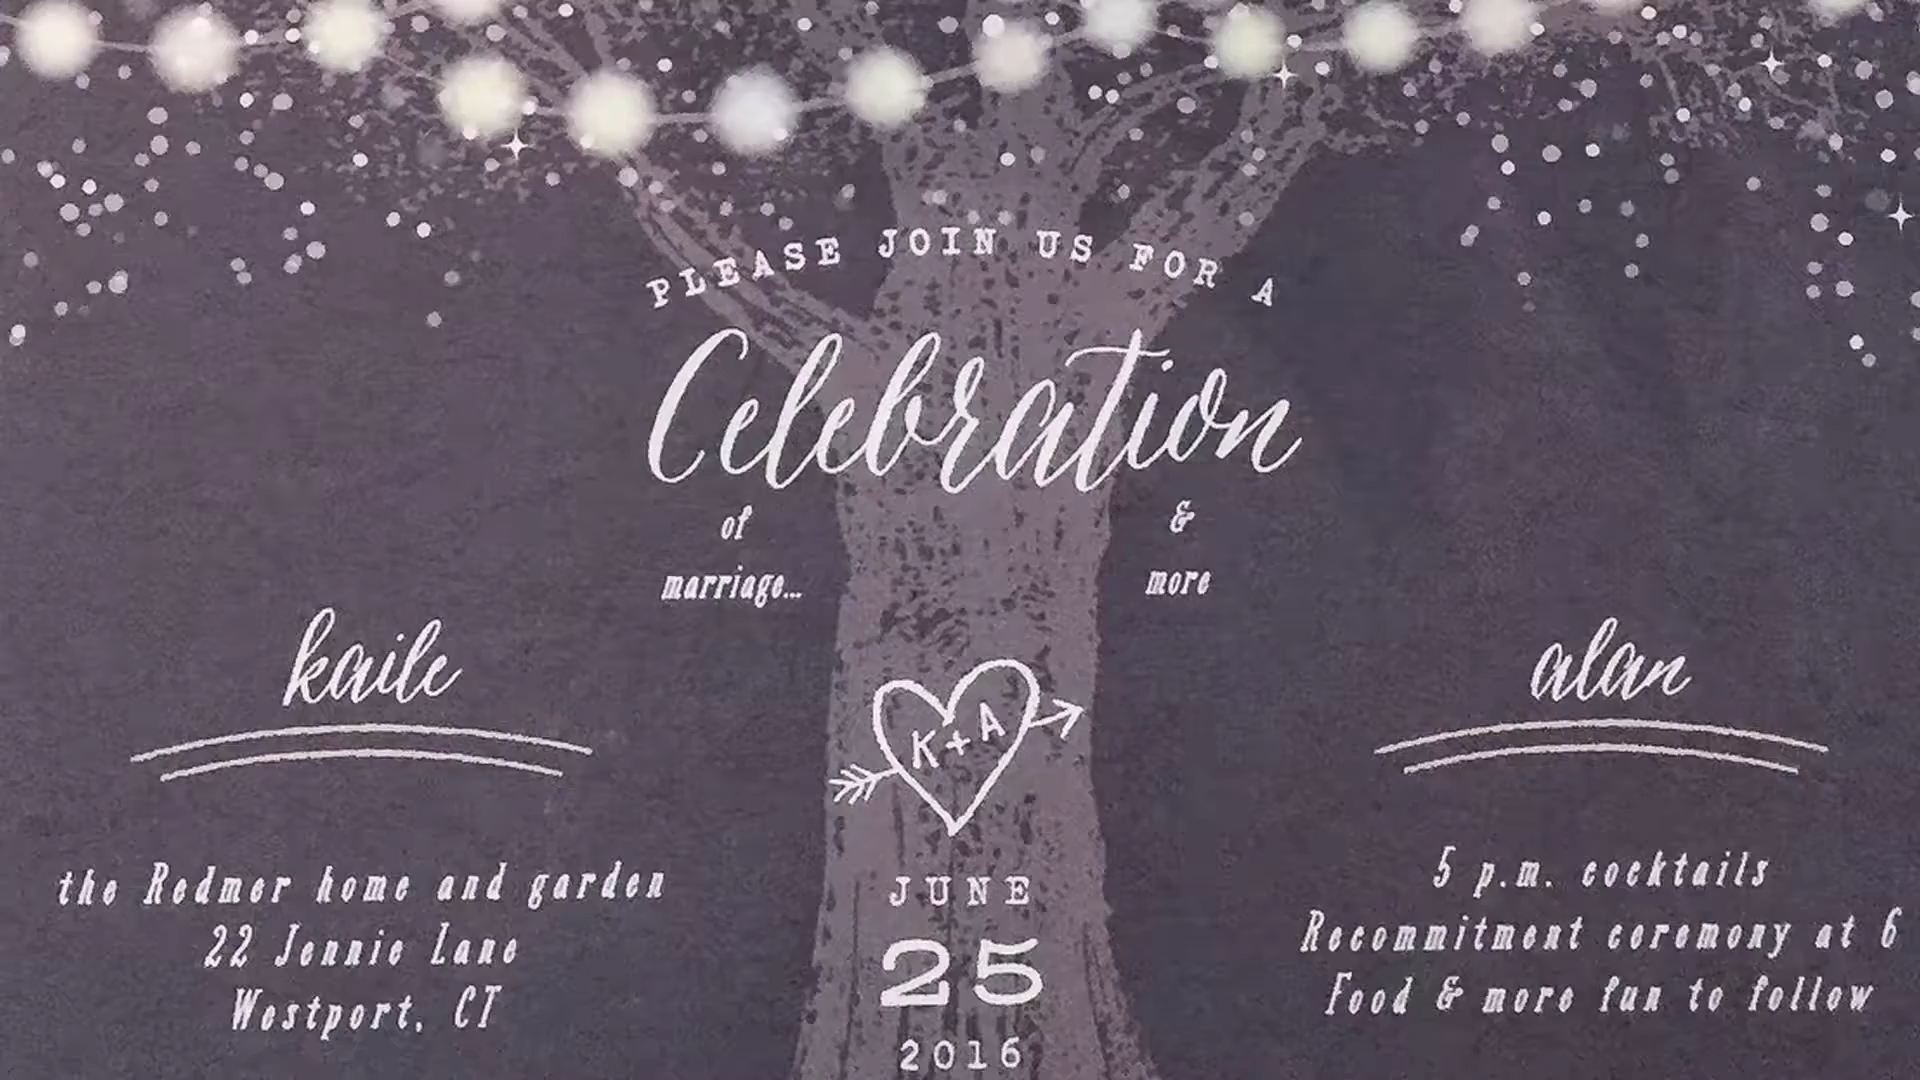 PLEASE JOIN US FOR A
Celebration
of
&
marriage...
more
kaile
alan
K+A
the Redmer home and garden
22 Jennie Lane
Westport, CT
JUNE
25
2016
5 p.m. cocktails
Recommitment ceremony at 6
Food & more fun to follow